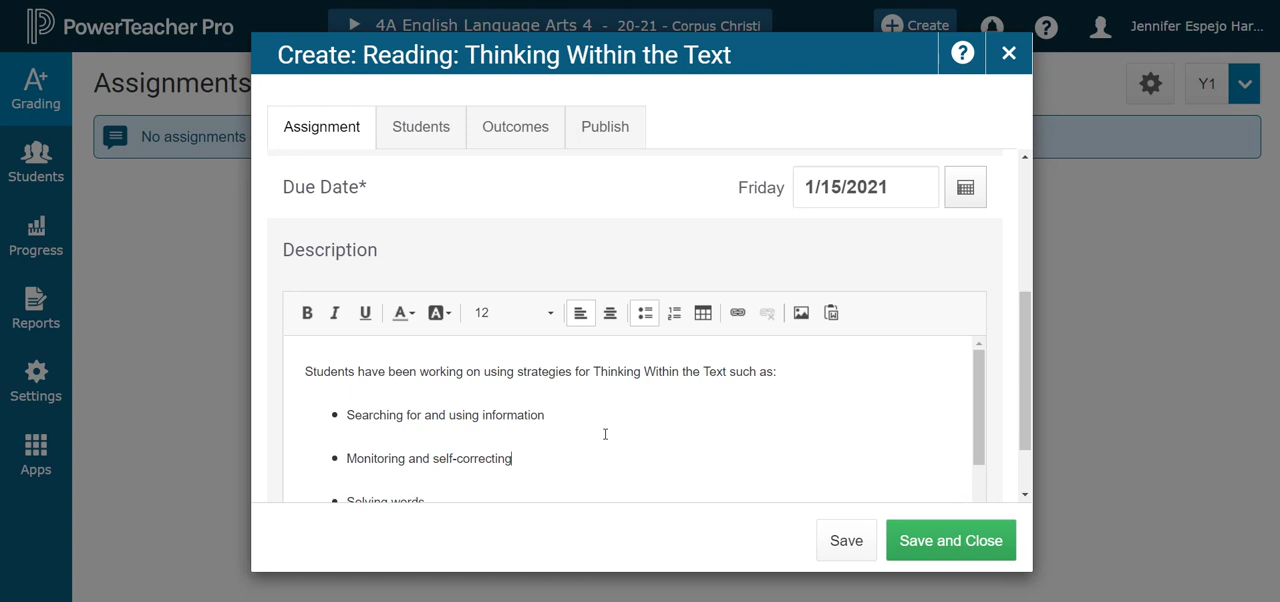 PowerTeacher Pro
4A English Language Arts 4 - 20-21 - Corpus Christi
Create
?
Jennifer Espejo Har...
Create: Reading: Thinking Within the Text
?
A+
Grading
Students
Progress
Reports
Settings
Apps
Assignments
Y1
No assignments
Assignment
Students
Outcomes
Publish
Due Date*
Friday
1/15/2021
Description
B I U A A 12
Students have been working on using strategies for Thinking Within the Text such as:
• Searching for and using information
• Monitoring and self-correcting
• Solving words
Save
Save and Close